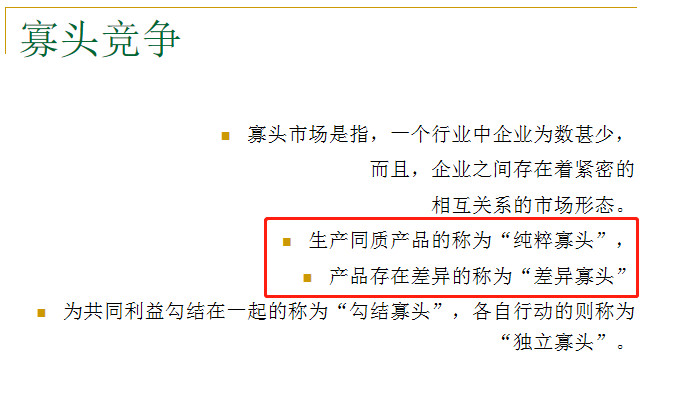 寡头竞争
寡头市场是指，一个行业中企业为数甚少，
而且，企业之间存在着紧密的
相互关系的市场形态。
生产同质产品的称为“纯粹寡头”，
产品存在差异的称为“差异寡头”
为共同利益勾结在一起的称为“勾结寡头”，各自行动的则称为
“独立寡头”。